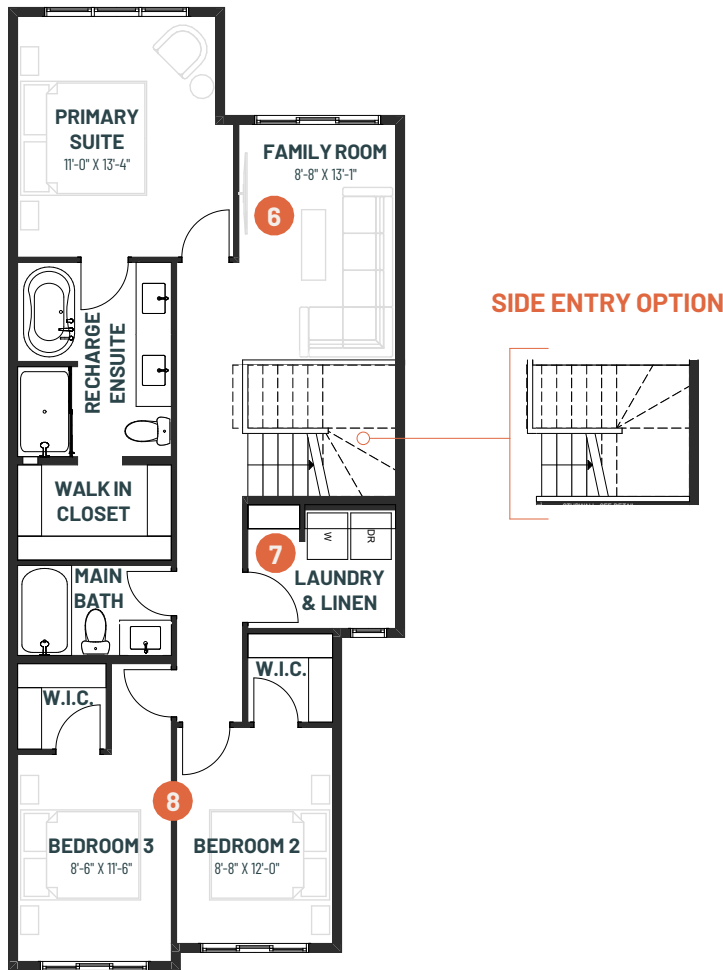 PRIMARY
SUITE
11'-0" X 13'-4"
FAMILY ROOM
8'-8" X 13'-1"
6
SIDE ENTRY OPTION
RECHARGE
ENSUITE
WALK IN
CLOSET
W
DR
7
LAUNDRY
& LINEN
MAIN
BATH
W.I.C.
W.I.C.
8
BEDROOM 3
8'-6" X 11'-6"
BEDROOM 2
8'-8" X 12'-0"